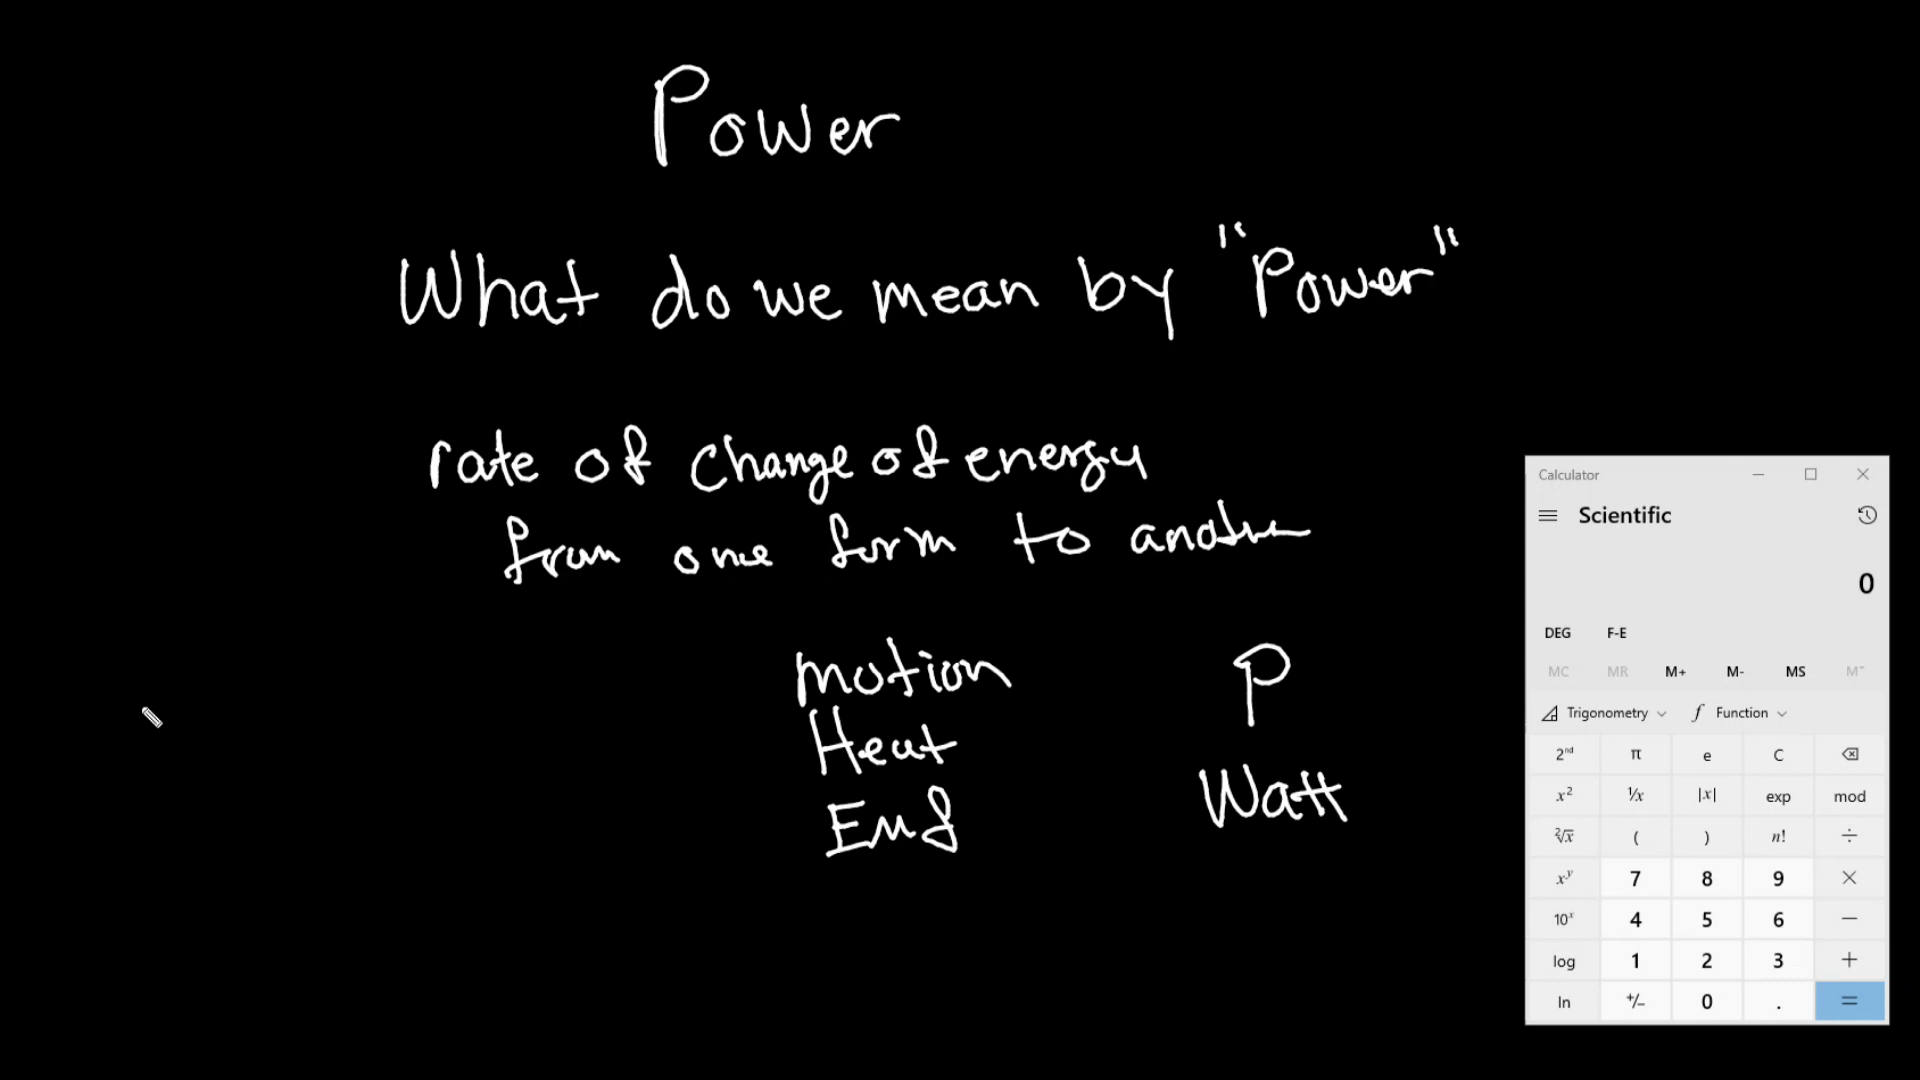 Power
What do we mean by "Power"
rate of change of energy
from one form to another
motion
Heat
Emf
P
Watt
Calculator
Scientific
0
DEG F-E
MC MR M+ M- MS M˅
Trigonometry f Function
2ⁿᵈ π e C
x² ¹/x |x| exp mod
²√x ( ) n! ÷
xʸ 7 8 9 ×
10ˣ 4 5 6 −
log 1 2 3 +
ln +/− 0 . =